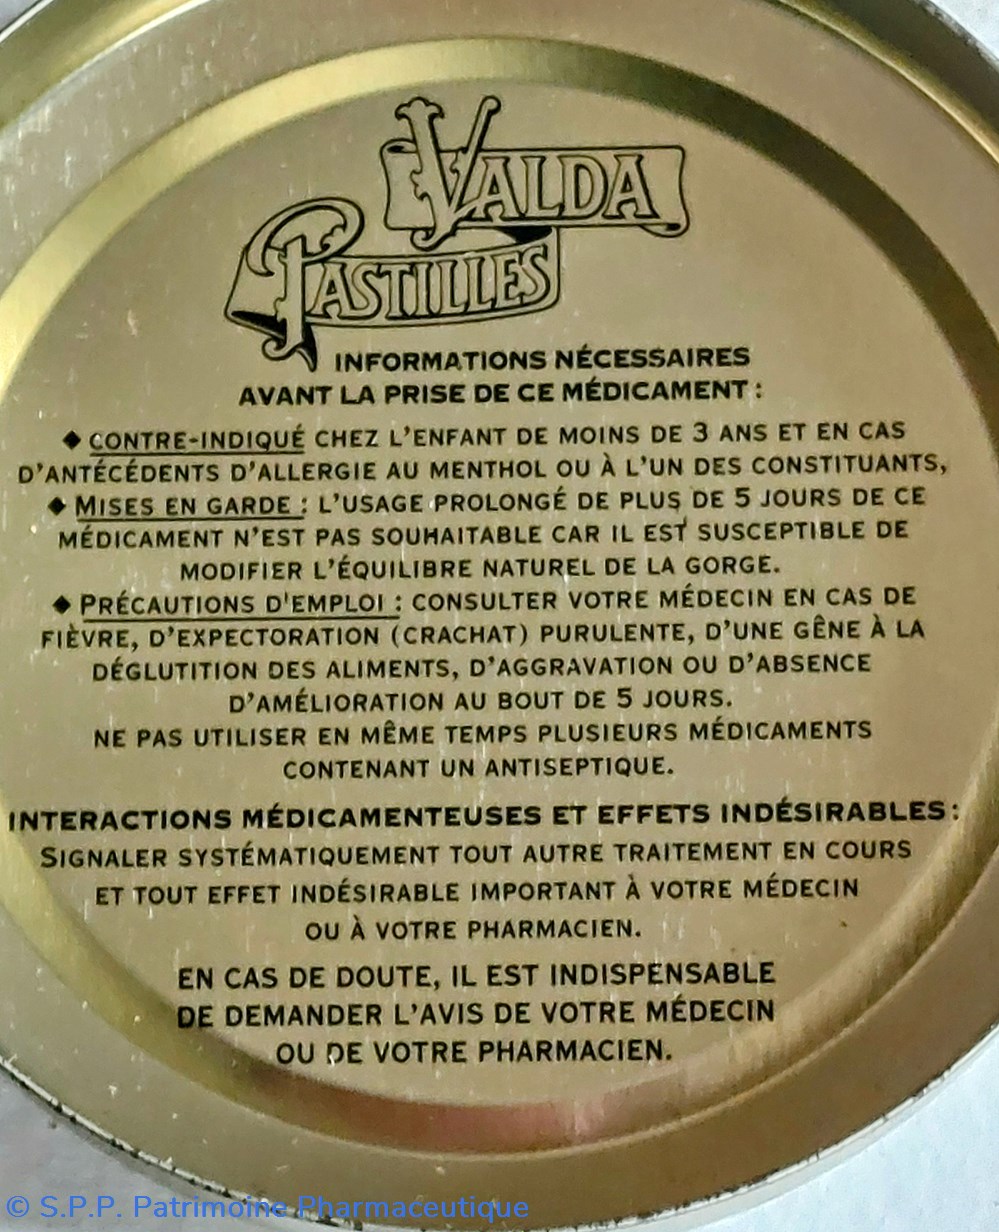 VALDA
PASTILLES
INFORMATIONS NÉCESSAIRES
AVANT LA PRISE DE CE MÉDICAMENT :
◆ CONTRE-INDIQUÉ CHEZ L'ENFANT DE MOINS DE 3 ANS ET EN CAS
D'ANTÉCÉDENTS D'ALLERGIE AU MENTHOL OU À L'UN DES CONSTITUANTS,
◆ MISES EN GARDE : L'USAGE PROLONGÉ DE PLUS DE 5 JOURS DE CE
MÉDICAMENT N'EST PAS SOUHAITABLE CAR IL EST SUSCEPTIBLE DE
MODIFIER L'ÉQUILIBRE NATUREL DE LA GORGE.
◆ PRÉCAUTIONS D'EMPLOI : CONSULTER VOTRE MÉDECIN EN CAS DE
FIÈVRE, D'EXPECTORATION (CRACHAT) PURULENTE, D'UNE GÊNE À LA
DÉGLUTITION DES ALIMENTS, D'AGGRAVATION OU D'ABSENCE
D'AMÉLIORATION AU BOUT DE 5 JOURS.
NE PAS UTILISER EN MÊME TEMPS PLUSIEURS MÉDICAMENTS
CONTENANT UN ANTISEPTIQUE.
INTERACTIONS MÉDICAMENTEUSES ET EFFETS INDÉSIRABLES :
SIGNALER SYSTÉMATIQUEMENT TOUT AUTRE TRAITEMENT EN COURS
ET TOUT EFFET INDÉSIRABLE IMPORTANT À VOTRE MÉDECIN
OU À VOTRE PHARMACIEN.
EN CAS DE DOUTE, IL EST INDISPENSABLE
DE DEMANDER L'AVIS DE VOTRE MÉDECIN
OU DE VOTRE PHARMACIEN.
© S.P.P. Patrimoine Pharmaceutique